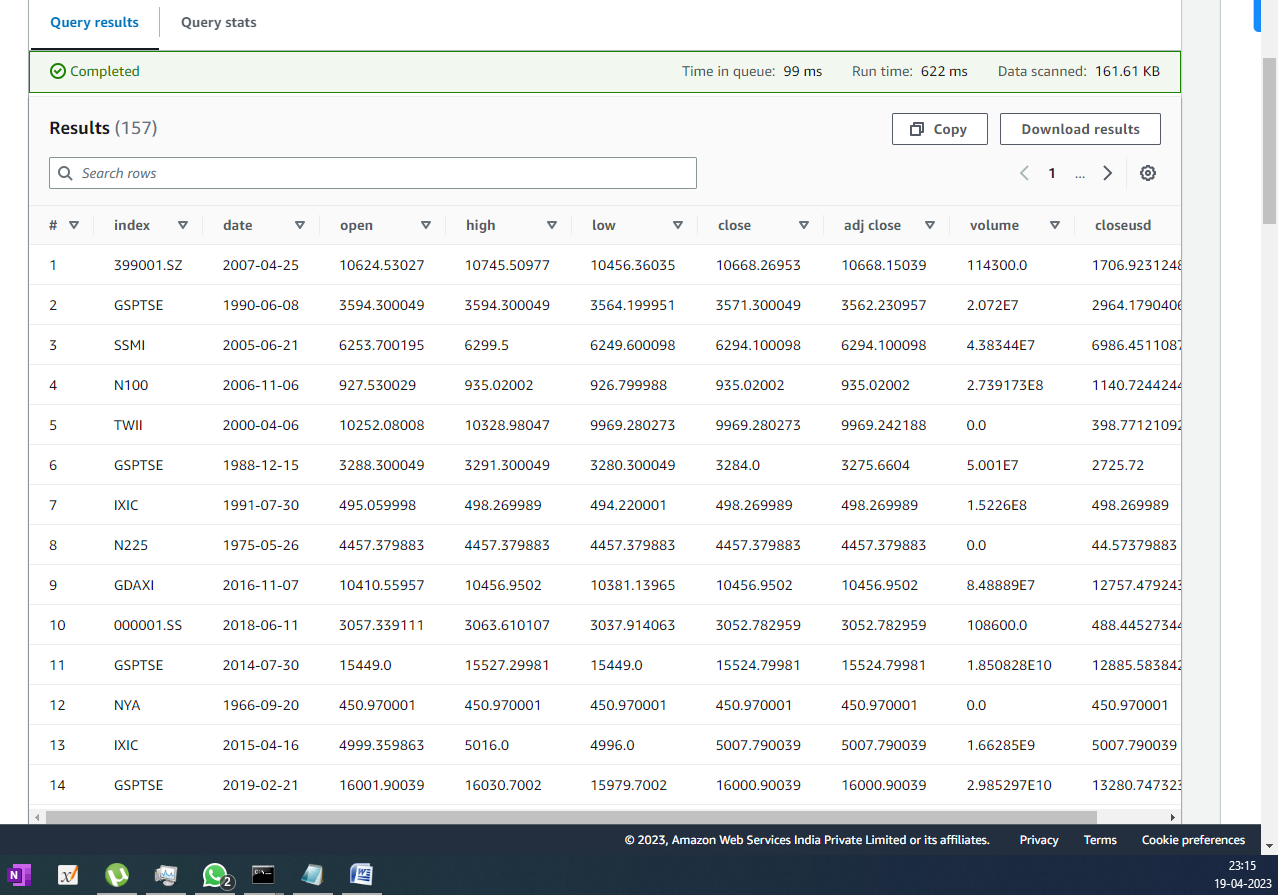 Query results Query stats
Completed Time in queue: 99 ms Run time: 622 ms Data scanned: 161.61 KB
Results (157) Copy Download results
Search rows 1 ...
# index date open high low close adj close volume closeusd
1 399001.SZ 2007-04-25 10624.53027 10745.50977 10456.36035 10668.26953 10668.15039 114300.0 1706.9231248
2 GSPTSE 1990-06-08 3594.300049 3594.300049 3564.199951 3571.300049 3562.230957 2.072E7 2964.1790406
3 SSMI 2005-06-21 6253.700195 6299.5 6249.600098 6294.100098 6294.100098 4.38344E7 6986.4511087
4 N100 2006-11-06 927.530029 935.02002 926.799988 935.02002 935.02002 2.739173E8 1140.7244244
5 TWII 2000-04-06 10252.08008 10328.98047 9969.280273 9969.280273 9969.242188 0.0 398.77121092
6 GSPTSE 1988-12-15 3288.300049 3291.300049 3280.300049 3284.0 3275.6604 5.001E7 2725.72
7 IXIC 1991-07-30 495.059998 498.269989 494.220001 498.269989 498.269989 1.5226E8 498.269989
8 N225 1975-05-26 4457.379883 4457.379883 4457.379883 4457.379883 4457.379883 0.0 44.57379883
9 GDAXI 2016-11-07 10410.55957 10456.9502 10381.13965 10456.9502 10456.9502 8.48889E7 12757.479243
10 000001.SS 2018-06-11 3057.339111 3063.610107 3037.914063 3052.782959 3052.782959 108600.0 488.44527344
11 GSPTSE 2014-07-30 15449.0 15527.29981 15449.0 15524.79981 15524.79981 1.850828E10 12885.583842
12 NYA 1966-09-20 450.970001 450.970001 450.970001 450.970001 450.970001 0.0 450.970001
13 IXIC 2015-04-16 4999.359863 5016.0 4996.0 5007.790039 5007.790039 1.66285E9 5007.790039
14 GSPTSE 2019-02-21 16001.90039 16030.7002 15979.7002 16000.90039 16000.90039 2.985297E10 13280.747323
© 2023, Amazon Web Services India Private Limited or its affiliates. Privacy Terms Cookie preferences
N 2 23:15
19-04-2023